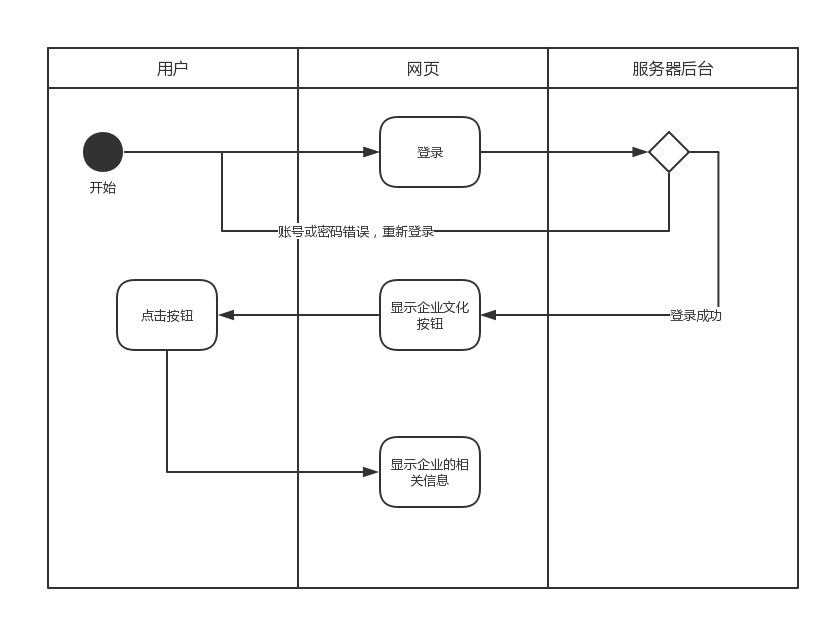 用户
网页
服务器后台
登录
开始
账号或密码错误，重新登录
点击按钮
显示企业文化
按钮
登录成功
显示企业的相
关信息